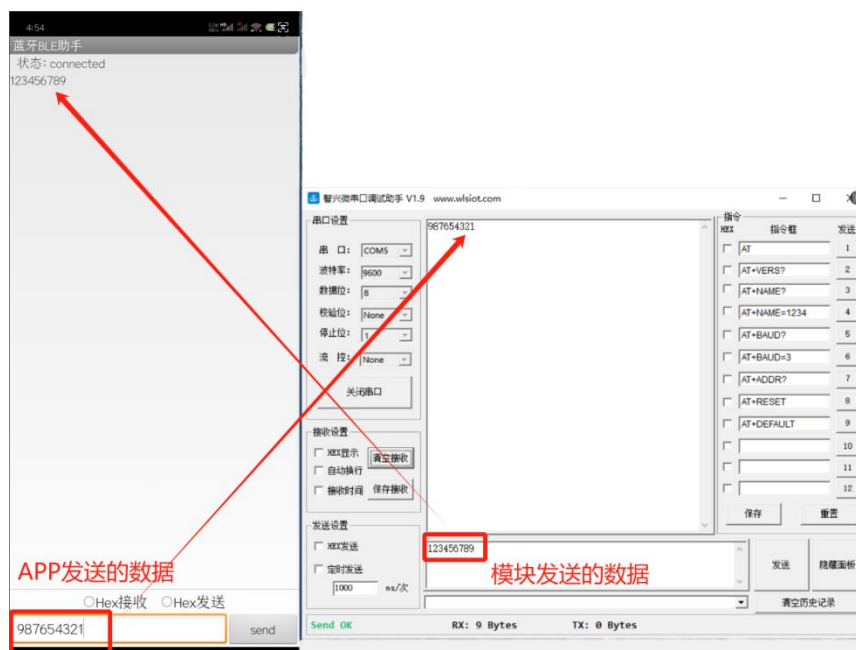 4:54
蓝牙BLE助手
状态: connected
123456789
APP发送的数据
Hex接收 Hex发送
987654321
send
智兴微串口调试助手 V1.9 www.wlsiot.com
串口设置
串 口: COM5
波特率: 9600
数据位: 8
校验位: None
停止位: 1
流 控: None
关闭串口
接收设置
HEX显示
清空接收
自动换行
接收时间
保存接收
发送设置
HEX发送
定时发送
1000 ms/次
987654321
123456789
模块发送的数据
指令
HEX 指令框 发送
AT 1
AT+VERS? 2
AT+NAME? 3
AT+NAME=1234 4
AT+BAUD? 5
AT+BAUD=3 6
AT+ADDR? 7
AT+RESET 8
AT+DEFAULT 9
10
11
12
保存 重置
发送 隐藏面板
清空历史记录
Send OK RX: 9 Bytes TX: 0 Bytes